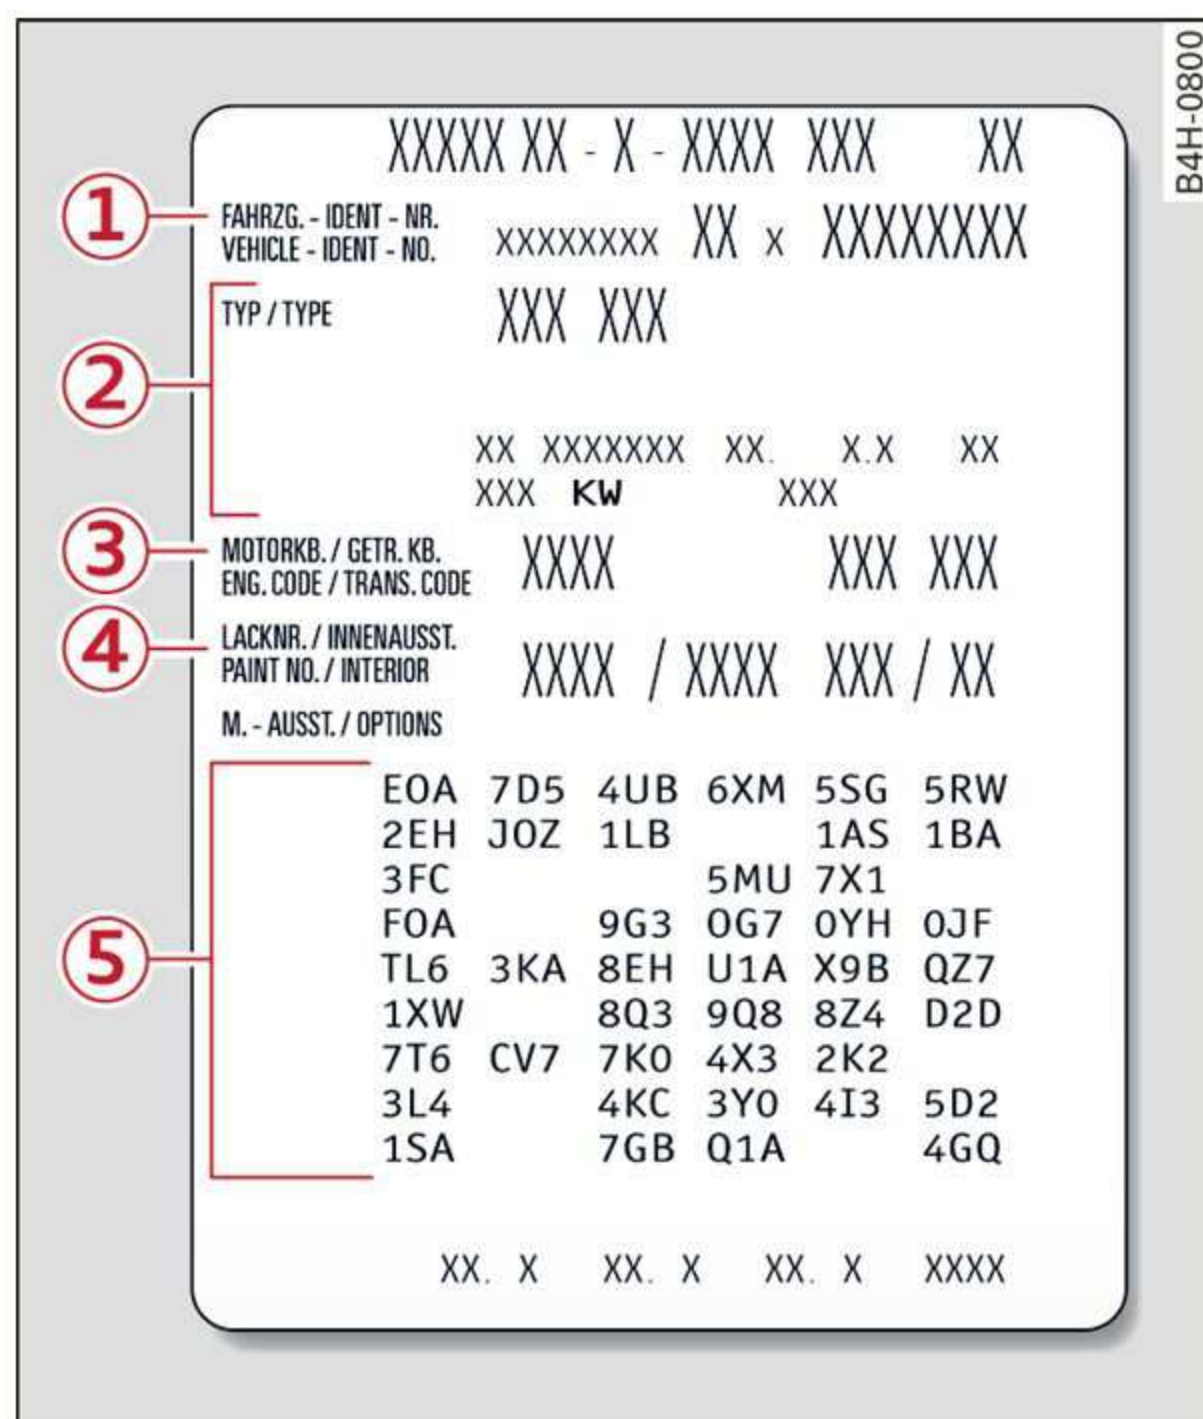 B4H-0800
XXXXX XX - X - XXXX XXX XX
1
FAHRZG. - IDENT - NR.
VEHICLE - IDENT - NO.
XXXXXXXX XX X XXXXXXXX
2
TYP / TYPE XXX XXX
XX XXXXXXX XX. X.X XX
XXX KW XXX
3
MOTORKB. / GETR. KB.
ENG. CODE / TRANS. CODE
XXXX XXX XXX
4
LACKNR. / INNENAUSST.
PAINT NO. / INTERIOR
XXXX / XXXX XXX / XX
M. - AUSST. / OPTIONS
5
EOA 7D5 4UB 6XM 5SG 5RW
2EH JOZ 1LB 1AS 1BA
3FC 5MU 7X1
FOA 9G3 OG7 0YH 0JF
TL6 3KA 8EH U1A X9B QZ7
1XW 8Q3 9Q8 8Z4 D2D
7T6 CV7 7K0 4X3 2K2
3L4 4KC 3Y0 4I3 5D2
1SA 7GB Q1A 4GQ
XX. X XX. X XX. X XXXX